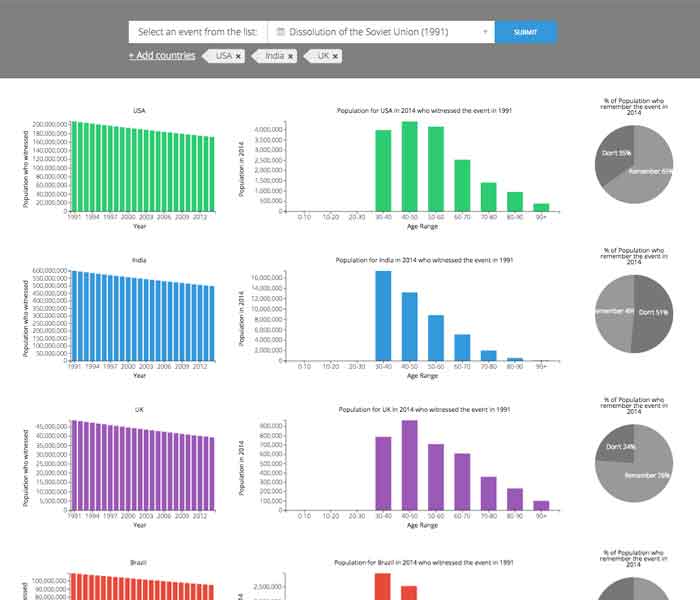 Select an event from the list:
Dissolution of the Soviet Union (1991)
SUBMIT
+ Add countries
USA ×
India ×
UK ×
USA
Population who witnessed
200,000,000
180,000,000
160,000,000
140,000,000
120,000,000
100,000,000
80,000,000
60,000,000
40,000,000
20,000,000
0
1991 1994 1997 2000 2003 2006 2009 2012
Year
Population for USA in 2014 who witnessed the event in 1991
Population in 2014
4,000,000
3,500,000
3,000,000
2,500,000
2,000,000
1,500,000
1,000,000
500,000
0
0-10 10-20 20-30 30-40 40-50 50-60 60-70 70-80 80-90 90+
Age Range
% of Population who
remember the event in
2014
Don't 35%
Remember 65%
India
Population who witnessed
600,000,000
550,000,000
500,000,000
450,000,000
400,000,000
350,000,000
300,000,000
250,000,000
200,000,000
150,000,000
100,000,000
50,000,000
1991 1994 1997 2000 2003 2006 2009 2012
Year
Population for India in 2014 who witnessed the event in 1991
Population in 2014
16,000,000
14,000,000
12,000,000
10,000,000
8,000,000
6,000,000
4,000,000
2,000,000
0
0-10 10-20 20-30 30-40 40-50 50-60 60-70 70-80 80-90 90+
Age Range
% of Population who
remember the event in
2014
Don't 51%
UK
Population who witnessed
45,000,000
40,000,000
35,000,000
30,000,000
25,000,000
20,000,000
15,000,000
10,000,000
5,000,000
0
1991 1994 1997 2000 2003 2006 2009 2012
Year
Population for UK in 2014 who witnessed the event in 1991
Population in 2014
900,000
800,000
700,000
600,000
500,000
400,000
300,000
200,000
100,000
0
0-10 10-20 20-30 30-40 40-50 50-60 60-70 70-80 80-90 90+
Age Range
% of Population who
remember the event in
2014
Don't 24%
Remember 76%
Brazil
100,000,000
90,000,000
80,000,000
Population for Brazil in 2014 who witnessed the event in 1991
2,500,000
% of Population who
remember the event in
2014